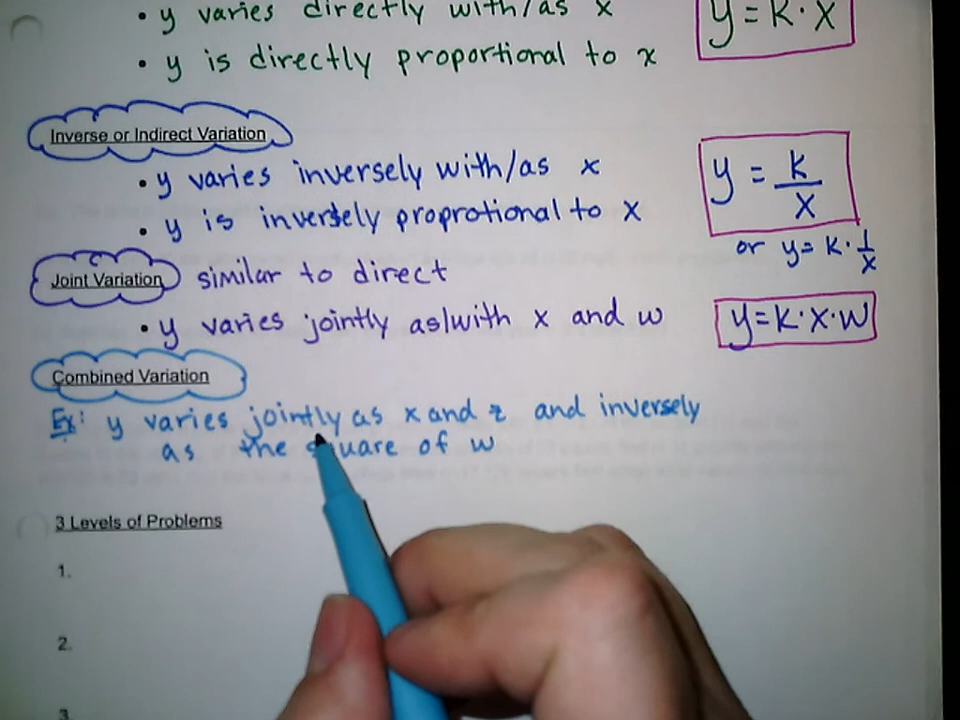 • y varies directly with/as x
y = k · x
• y is directly proportional to x
Inverse or Indirect Variation
• y varies inversely with/as x
y = k/x
• y is inversely proprotional to x
or y = k · 1/x
Joint Variation similar to direct
• y varies jointly as/with x and w
y = k · x · w
Combined Variation
Ex: y varies jointly as x and z and inversely
as the square of w
3 Levels of Problems
1.
2.
3